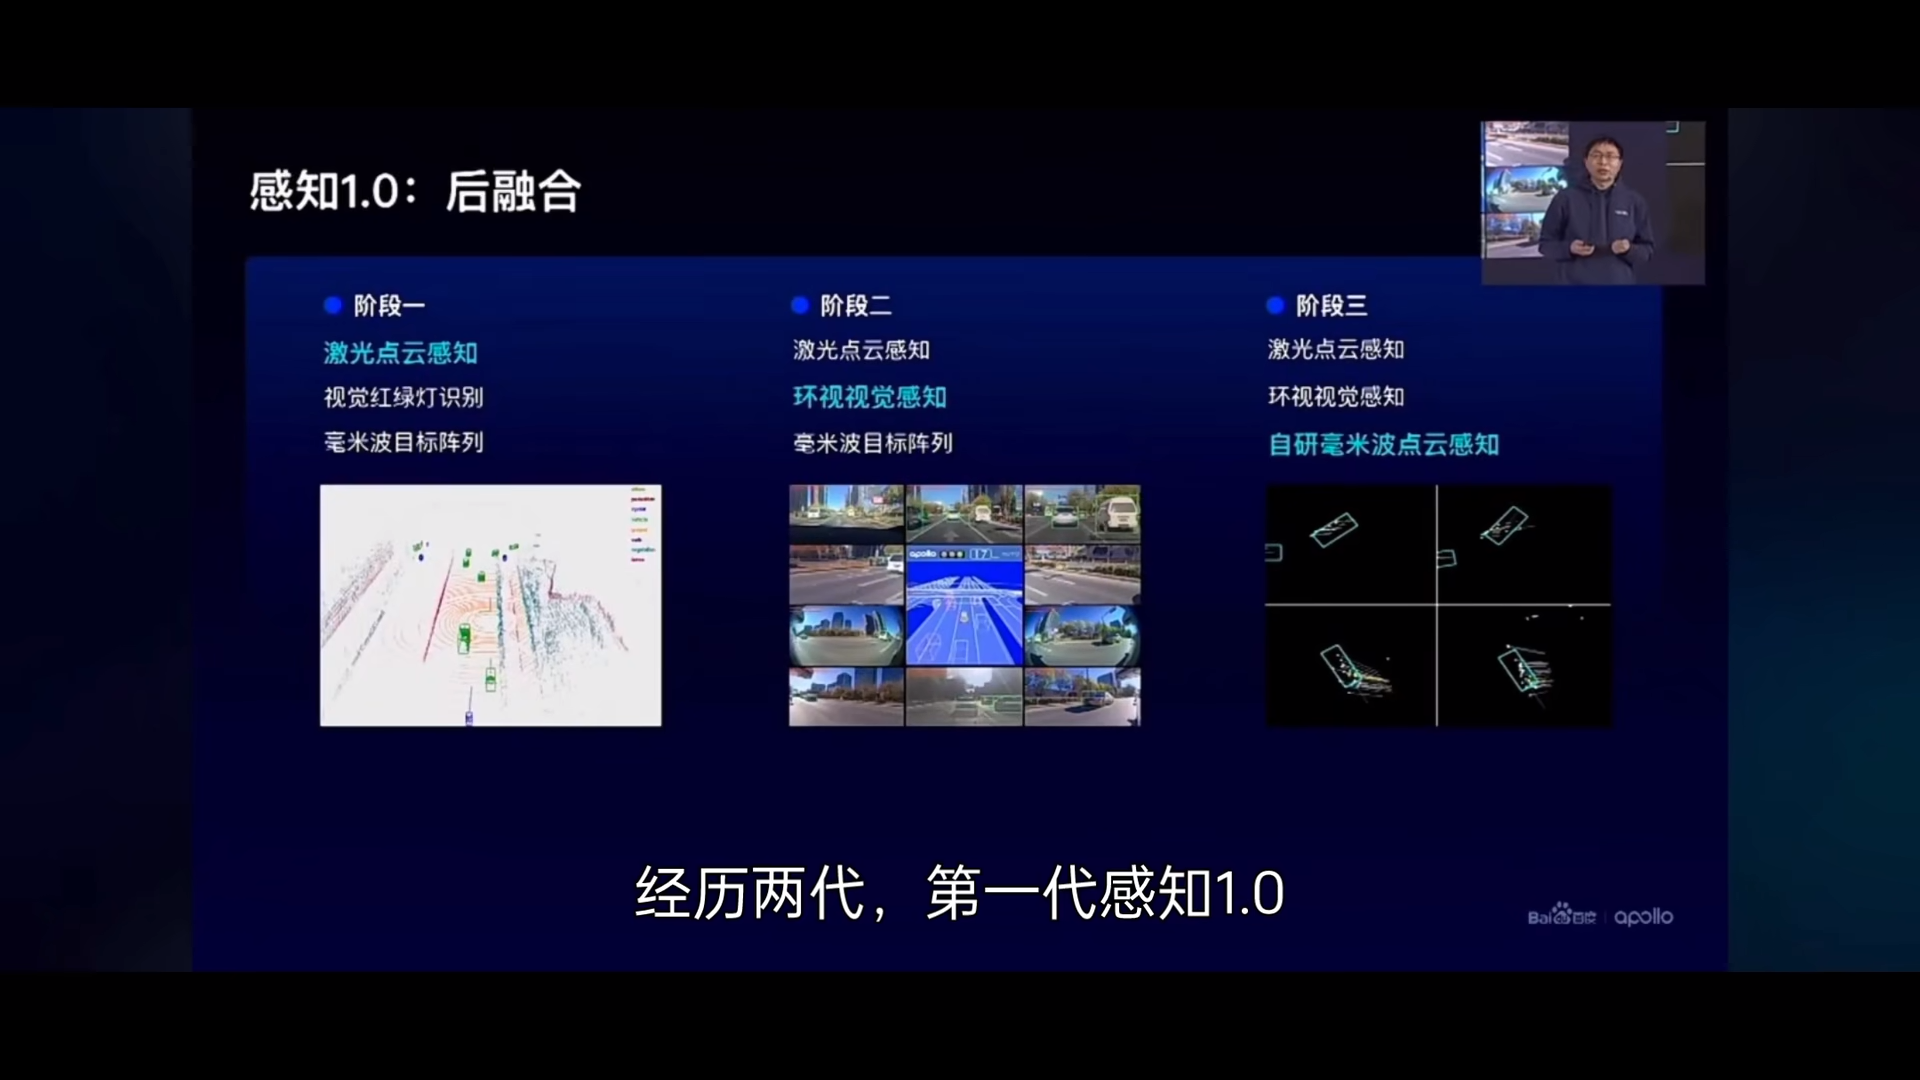 感知1.0：后融合
阶段一
激光点云感知
视觉红绿灯识别
毫米波目标阵列
阶段二
激光点云感知
环视视觉感知
毫米波目标阵列
阶段三
激光点云感知
环视视觉感知
自研毫米波点云感知
apollo
经历两代，第一代感知1.0
Bai百度 | apollo